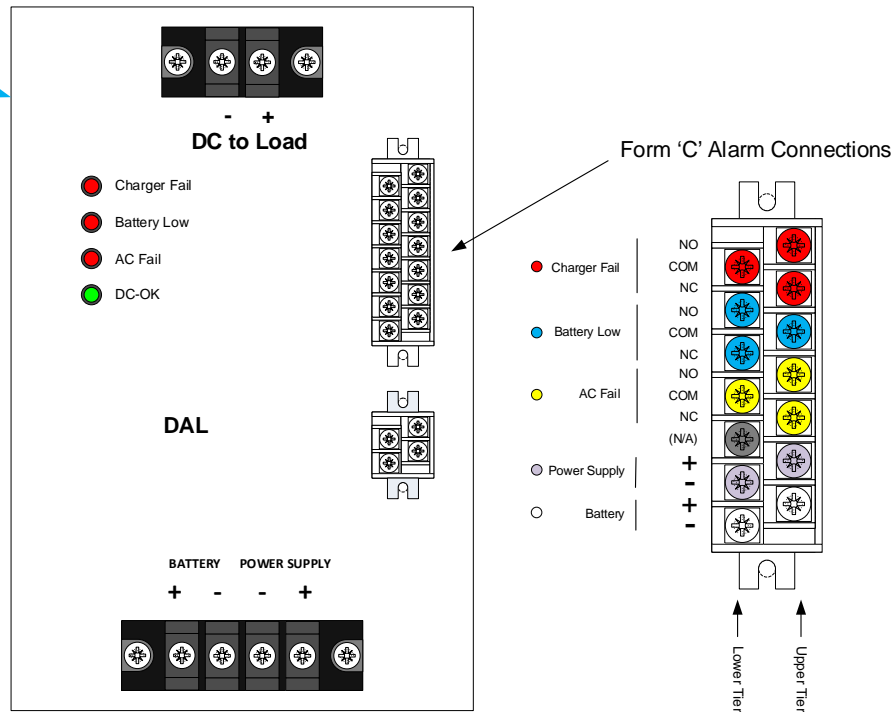 - +
DC to Load
Charger Fail
Battery Low
AC Fail
DC-OK
DAL
BATTERY POWER SUPPLY
+ - - +
Form 'C' Alarm Connections
Charger Fail
NO
COM
NC
Battery Low
NO
COM
NC
AC Fail
NO
COM
NC
(N/A)
Power Supply
+
-
Battery
+
-
Lower Tier
Upper Tier